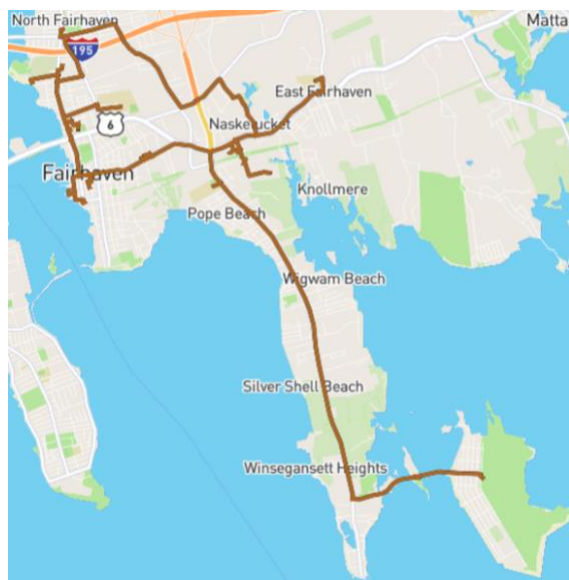 North Fairhaven
Matta
195
East Fairhaven
6
Nasketucket
Fairhaven
Knollmere
Pope Beach
Wigwam Beach
Silver Shell Beach
Winsegansett Heights